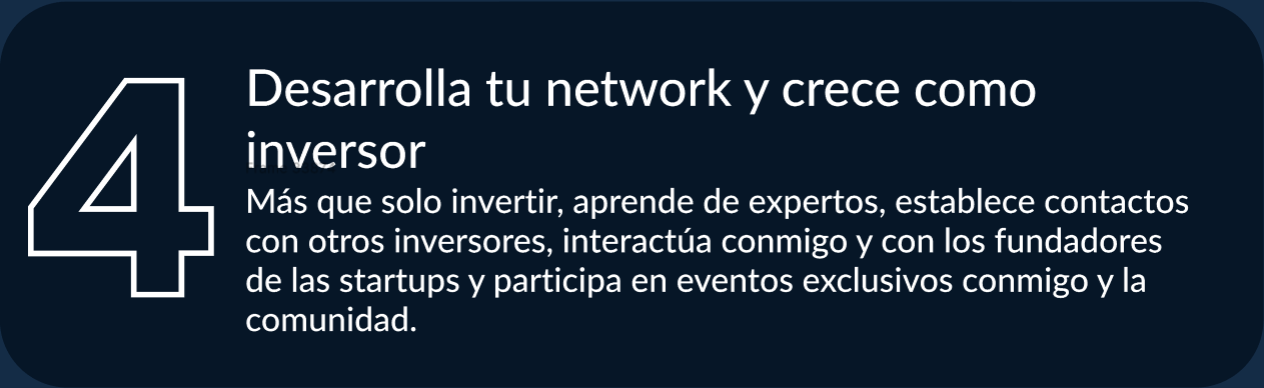 4
Desarrolla tu network y crece como
inversor
Más que solo invertir, aprende de expertos, establece contactos
con otros inversores, interactúa conmigo y con los fundadores
de las startups y participa en eventos exclusivos conmigo y la
comunidad.